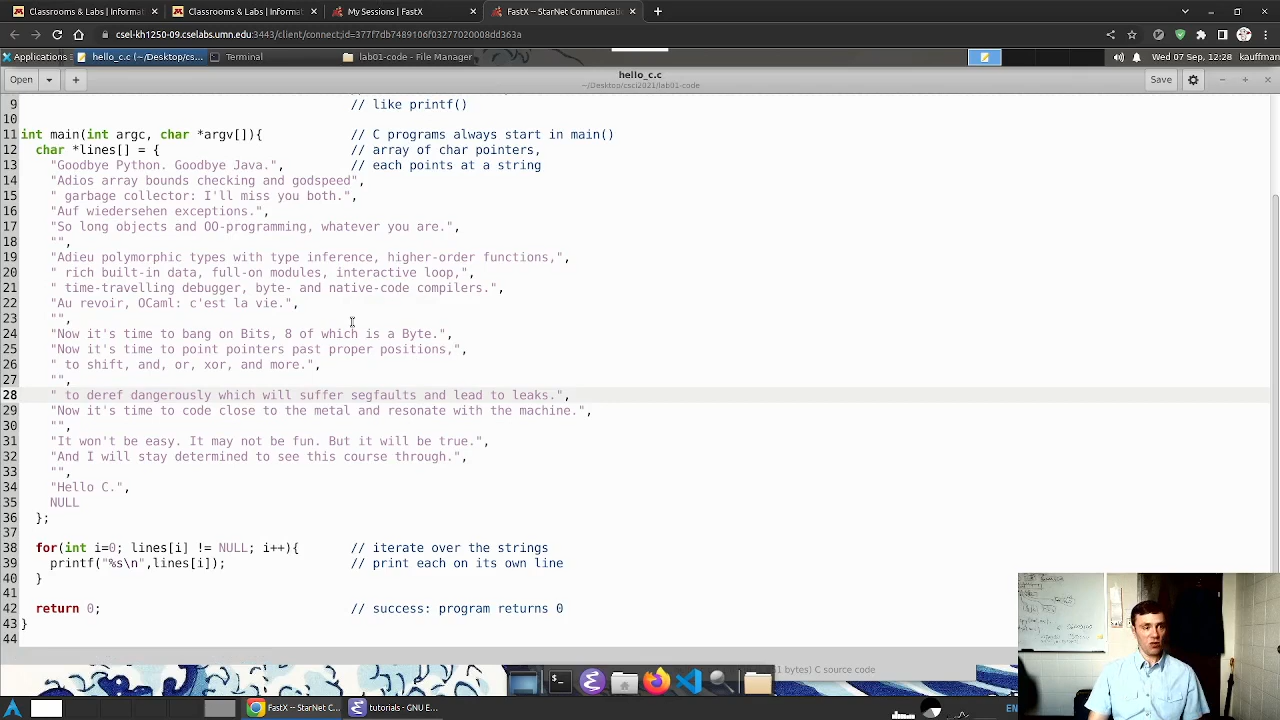 Classrooms & Labs | Informat
Classrooms & Labs | Informat
My Sessions | FastX
FastX – StarNet Communicatio
csel-kh1250-09.cselabs.umn.edu:3443/client/connect;id=377f7db7489106f03277020008dd363a
Applications
hello_c.c (~/Desktop/cs...
Terminal
lab01-code - File Manager
Wed 07 Sep, 12:28
kauffman
Open
hello_c.c
~/Desktop/csci2021/lab01-code
Save
9 // like printf()
10
11 int main(int argc, char *argv[]){ // C programs always start in main()
12 char *lines[] = { // array of char pointers,
13 "Goodbye Python. Goodbye Java.", // each points at a string
14 "Adios array bounds checking and godspeed",
15 " garbage collector: I'll miss you both.",
16 "Auf wiedersehen exceptions.",
17 "So long objects and OO-programming, whatever you are.",
18 "",
19 "Adieu polymorphic types with type inference, higher-order functions,",
20 " rich built-in data, full-on modules, interactive loop,",
21 " time-travelling debugger, byte- and native-code compilers.",
22 "Au revoir, OCaml: c'est la vie.",
23 "",
24 "Now it's time to bang on Bits, 8 of which is a Byte.",
25 "Now it's time to point pointers past proper positions,",
26 " to shift, and, or, xor, and more.",
27 "",
28 " to deref dangerously which will suffer segfaults and lead to leaks.",
29 "Now it's time to code close to the metal and resonate with the machine.",
30 "",
31 "It won't be easy. It may not be fun. But it will be true.",
32 "And I will stay determined to see this course through.",
33 "",
34 "Hello C.",
35 NULL
36 };
37
38 for(int i=0; lines[i] != NULL; i++){ // iterate over the strings
39 printf("%s\n",lines[i]); // print each on its own line
40 }
41
42 return 0; // success: program returns 0
43 }
44
bytes) C source code
FastX – StarNet C...
tutorials - GNU E...
EN